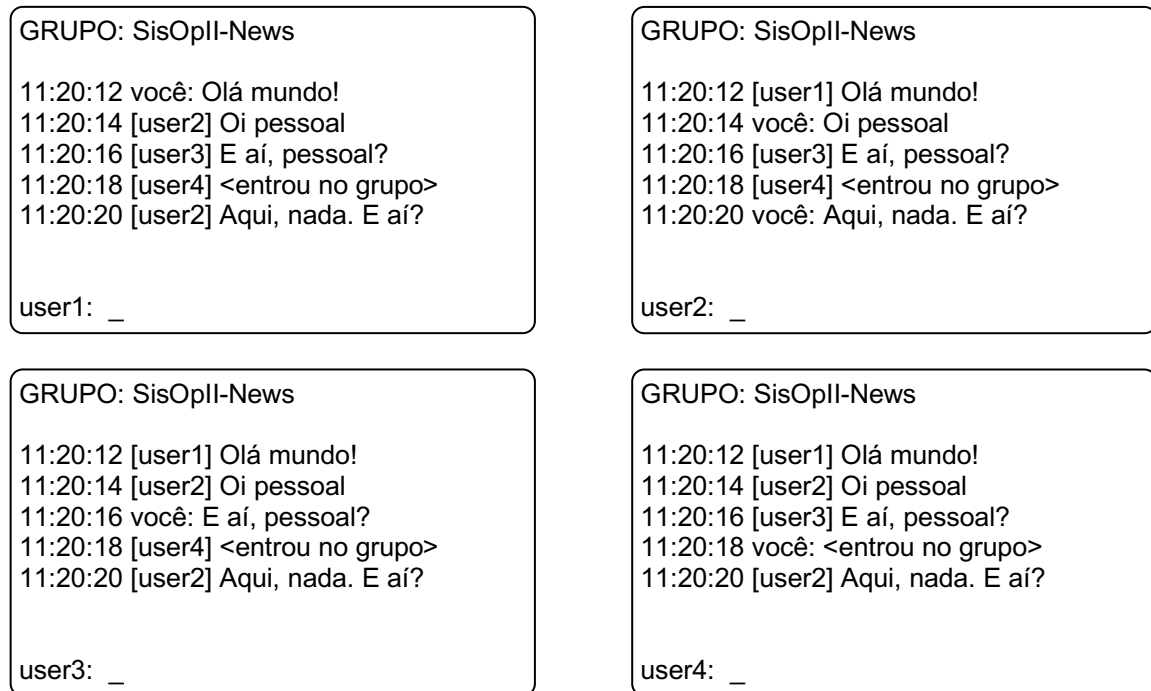 GRUPO: SisOpII-News
11:20:12 você: Olá mundo!
11:20:14 [user2] Oi pessoal
11:20:16 [user3] E aí, pessoal?
11:20:18 [user4] <entrou no grupo>
11:20:20 [user2] Aqui, nada. E aí?
user1: _
GRUPO: SisOpII-News
11:20:12 [user1] Olá mundo!
11:20:14 você: Oi pessoal
11:20:16 [user3] E aí, pessoal?
11:20:18 [user4] <entrou no grupo>
11:20:20 você: Aqui, nada. E aí?
user2: _
GRUPO: SisOpII-News
11:20:12 [user1] Olá mundo!
11:20:14 [user2] Oi pessoal
11:20:16 você: E aí, pessoal?
11:20:18 [user4] <entrou no grupo>
11:20:20 [user2] Aqui, nada. E aí?
user3: _
GRUPO: SisOpII-News
11:20:12 [user1] Olá mundo!
11:20:14 [user2] Oi pessoal
11:20:16 [user3] E aí, pessoal?
11:20:18 você: <entrou no grupo>
11:20:20 [user2] Aqui, nada. E aí?
user4: _